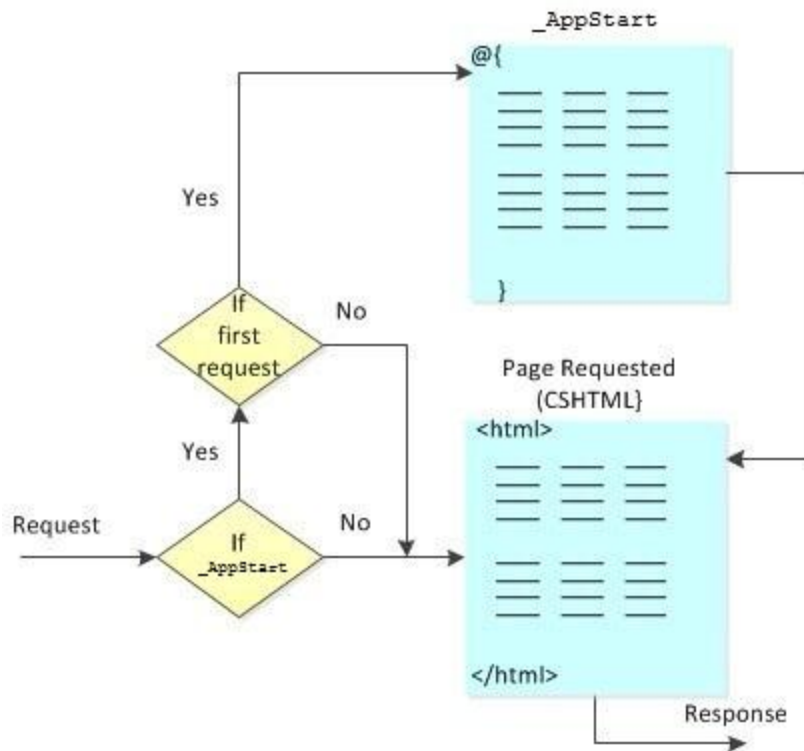 _AppStart
@{
Yes
}
If
first
request
No
Page Requested
(CSHTML}
<html>
Yes
Request
If
_AppStart
No
</html>
Response